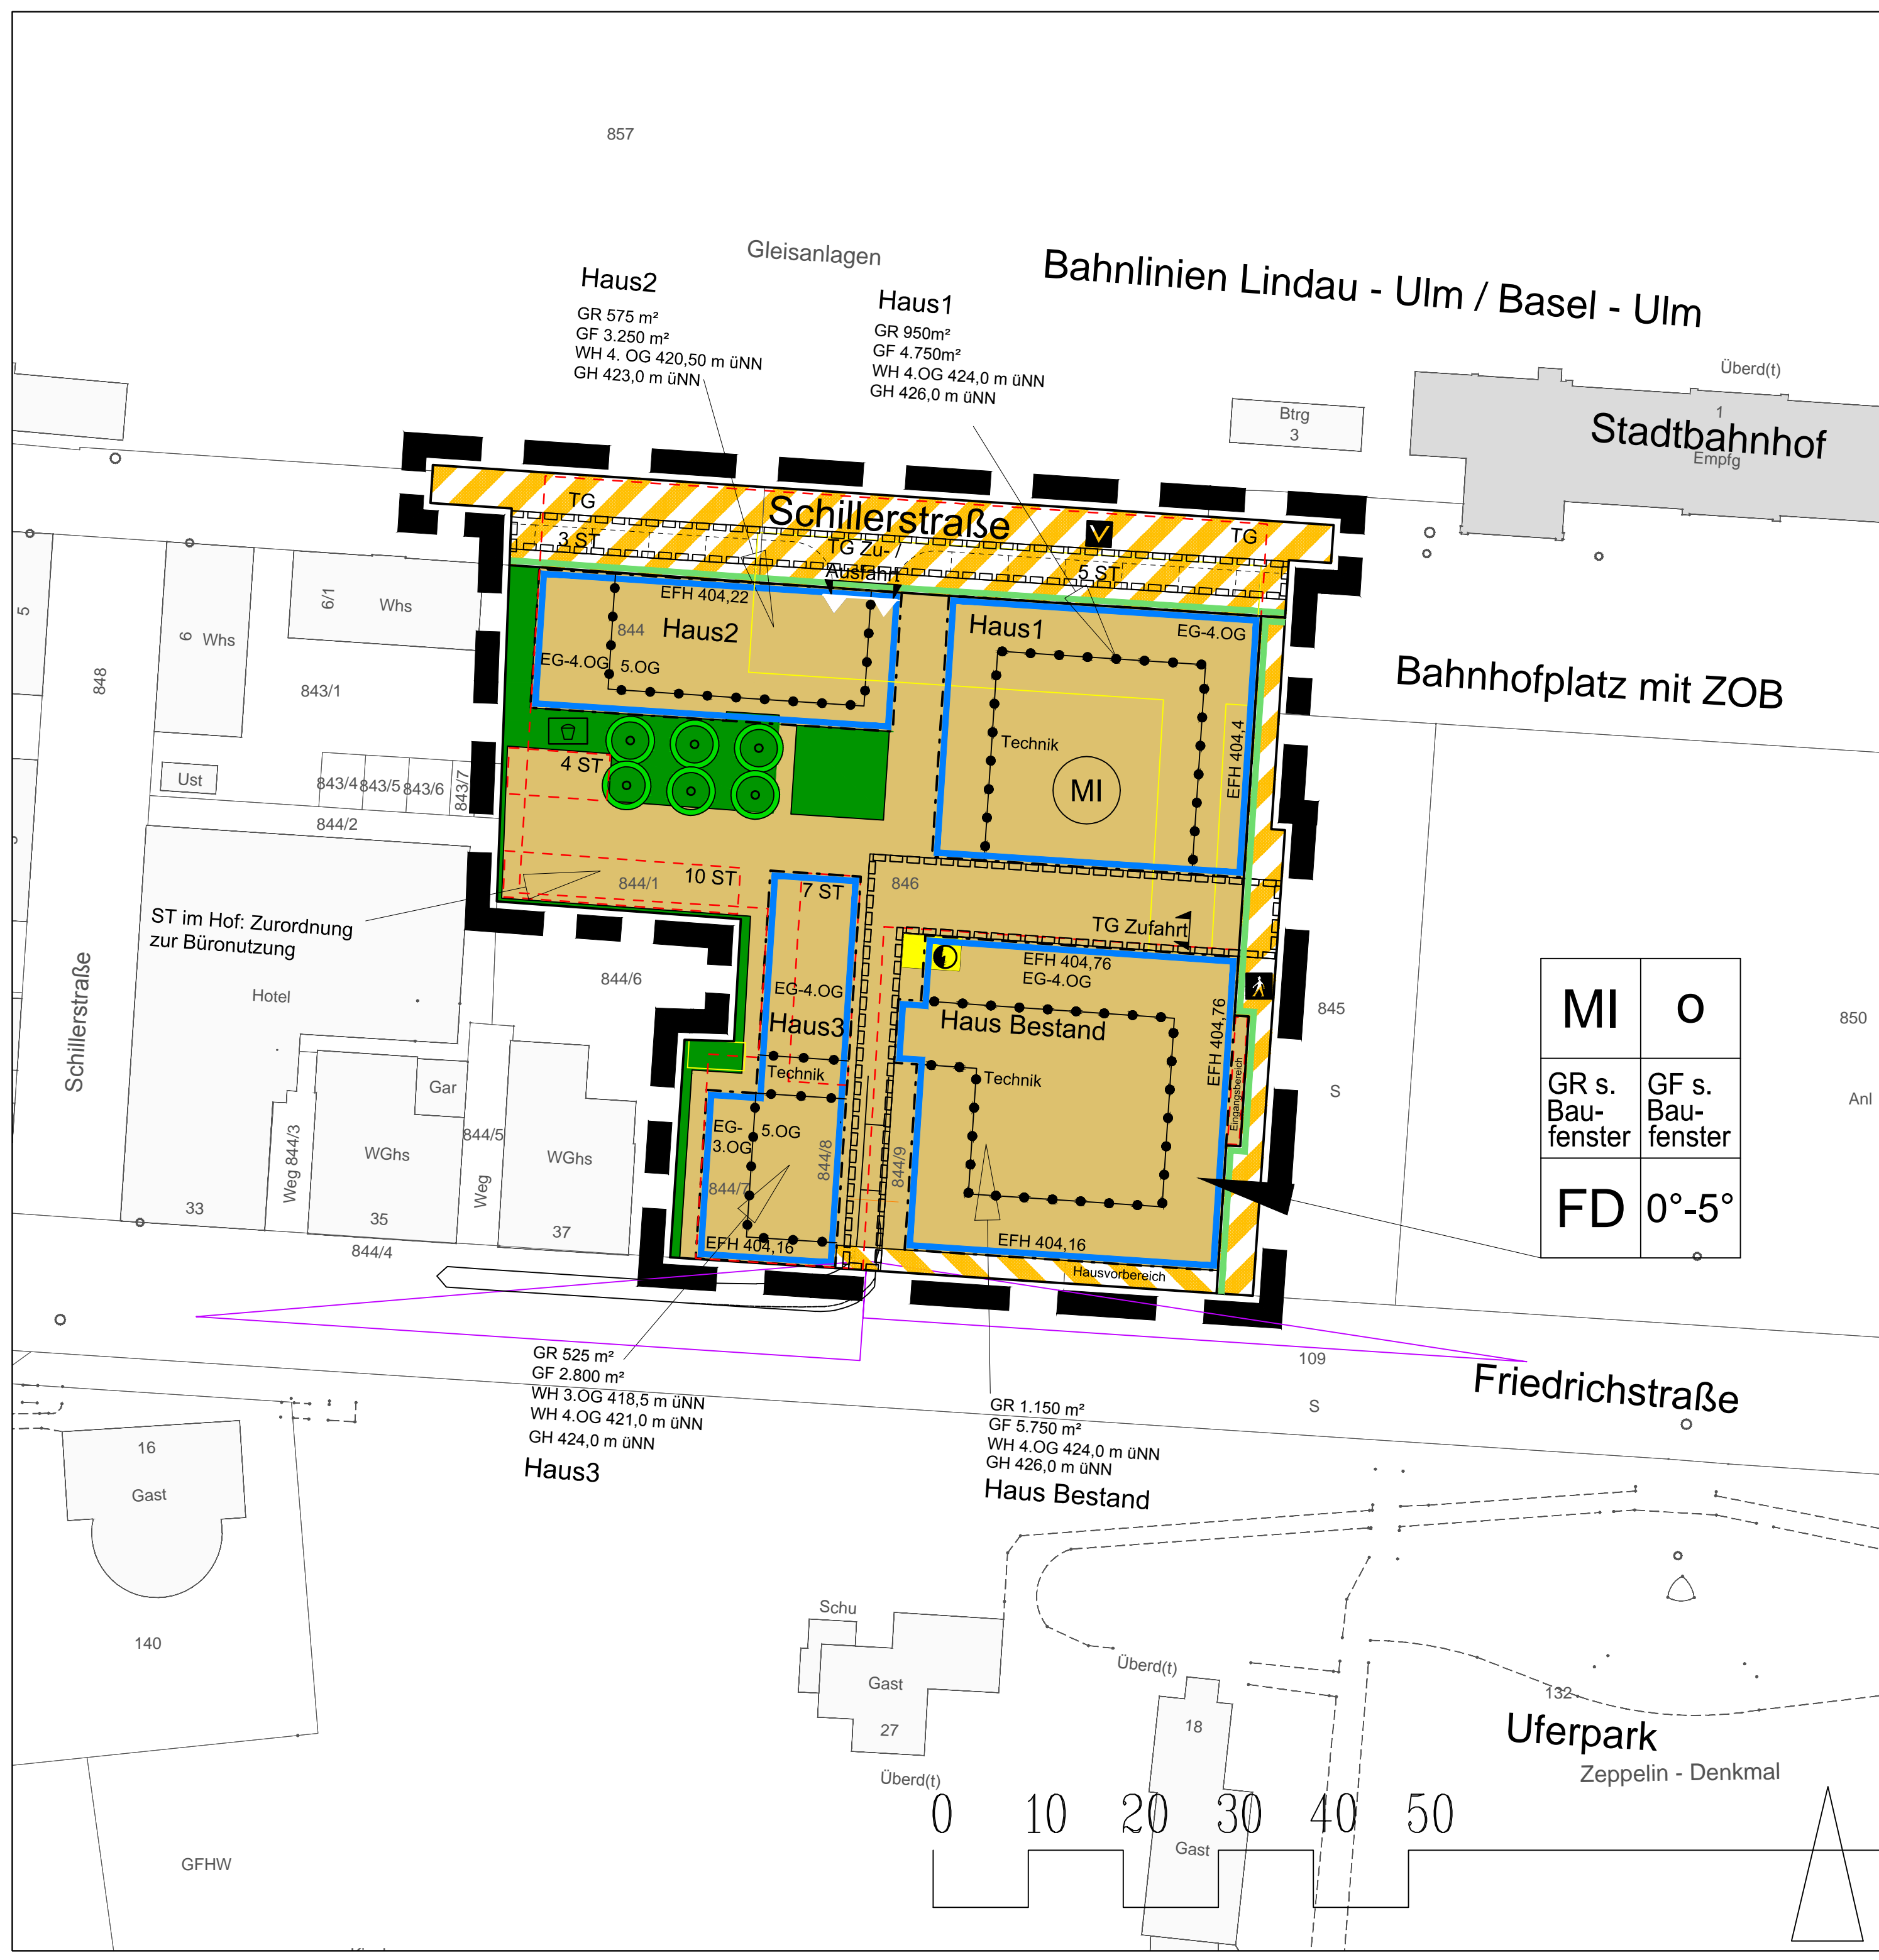 857
Gleisanlagen
Bahnlinien Lindau - Ulm / Basel - Ulm
Haus2
GR 575 m²
GF 3.250 m²
WH 4. OG 420,50 m üNN
GH 423,0 m üNN
Haus1
GR 950m²
GF 4.750m²
WH 4.OG 424,0 m üNN
GH 426,0 m üNN
Überd(t)
1
Stadtbahnhof
Empfg
Btrg
3
TG
Schillerstraße
TG
3 ST
TG Zu- /
Ausfahrt
5 ST
EFH 404,22
844
Haus2
EG-4.OG
5.OG
Haus1
EG-4.OG
Technik
MI
EFH 404,4
Bahnhofplatz mit ZOB
5
848
6
Whs
6/1
Whs
843/1
Ust
843/4
843/5
843/6
843/7
844/2
4 ST
10 ST
844/1
7 ST
846
TG Zufahrt
ST im Hof: Zurordnung
zur Büronutzung
Hotel
844/6
Schillerstraße
EG-4.OG
Haus3
Technik
EG-
3.OG
5.OG
844/7
844/8
844/9
EFH 404,16
EFH 404,76
EG-4.OG
Haus Bestand
Technik
EFH 404,76
Eingangsbereich
EFH 404,16
Hausvorbereich
845
S
850
Anl
MI
o
GR s.
Bau-
fenster
GF s.
Bau-
fenster
FD
0°-5°
Gar
WGhs
WGhs
844/5
Weg
Weg 844/3
33
35
37
844/4
109
S
Friedrichstraße
GR 525 m²
GF 2.800 m²
WH 3.OG 418,5 m üNN
WH 4.OG 421,0 m üNN
GH 424,0 m üNN
Haus3
GR 1.150 m²
GF 5.750 m²
WH 4.OG 424,0 m üNN
GH 426,0 m üNN
Haus Bestand
16
Gast
140
GFHW
Schu
Gast
27
Überd(t)
Überd(t)
18
Gast
132
Uferpark
Zeppelin - Denkmal
0 10 20 30 40 50